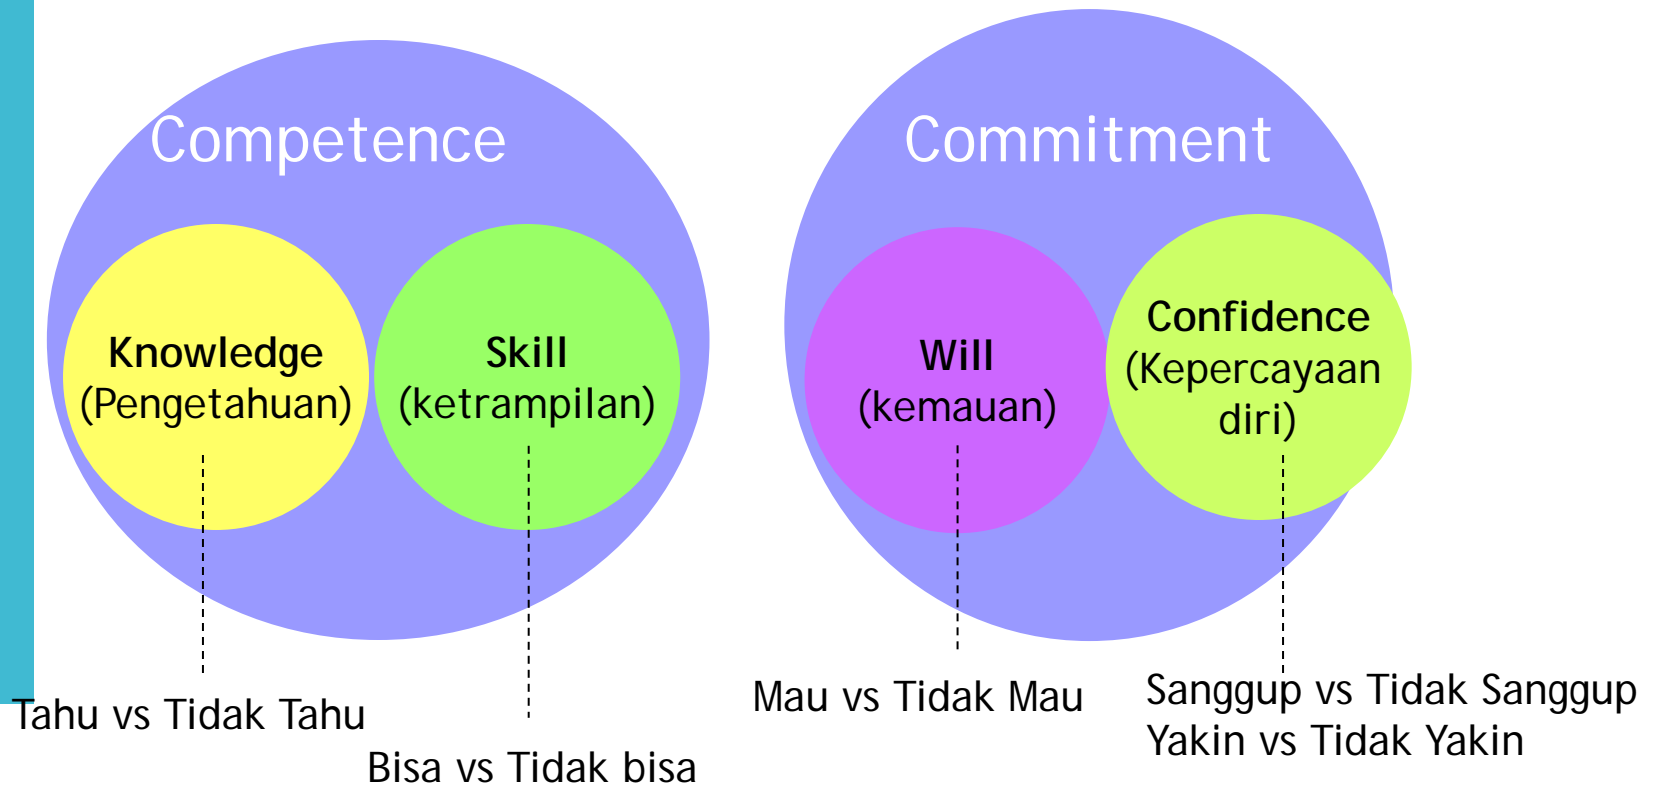 Competence
Knowledge
(Pengetahuan)
Skill
(ketrampilan)
Tahu vs Tidak Tahu
Bisa vs Tidak bisa
Commitment
Will
(kemauan)
Confidence
(Kepercayaan
diri)
Mau vs Tidak Mau
Sanggup vs Tidak Sanggup
Yakin vs Tidak Yakin